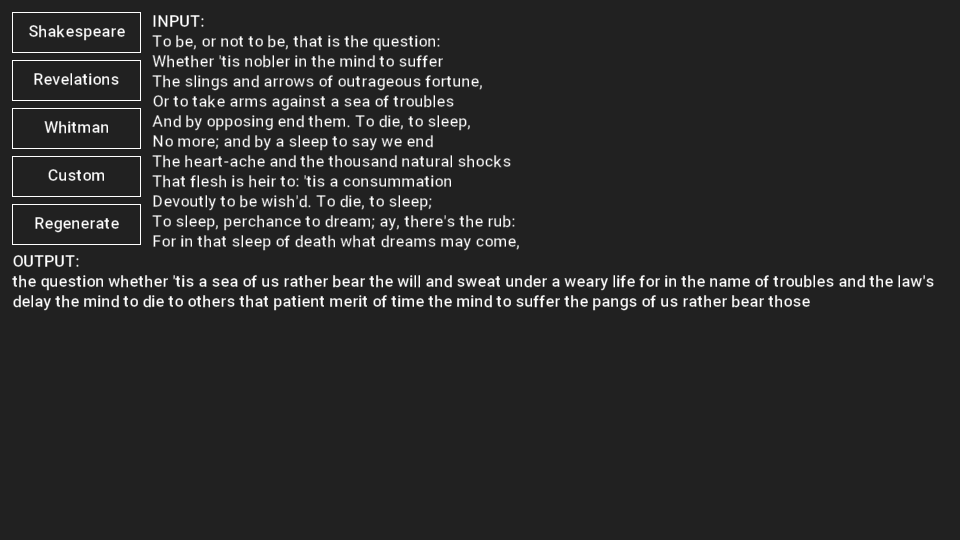 Shakespeare
Revelations
Whitman
Custom
Regenerate
INPUT:
To be, or not to be, that is the question:
Whether 'tis nobler in the mind to suffer
The slings and arrows of outrageous fortune,
Or to take arms against a sea of troubles
And by opposing end them. To die, to sleep,
No more; and by a sleep to say we end
The heart-ache and the thousand natural shocks
That flesh is heir to: 'tis a consummation
Devoutly to be wish'd. To die, to sleep;
To sleep, perchance to dream; ay, there's the rub:
For in that sleep of death what dreams may come,
OUTPUT:
the question whether 'tis a sea of us rather bear the will and sweat under a weary life for in the name of troubles and the law's
delay the mind to die to others that patient merit of time the mind to suffer the pangs of us rather bear those